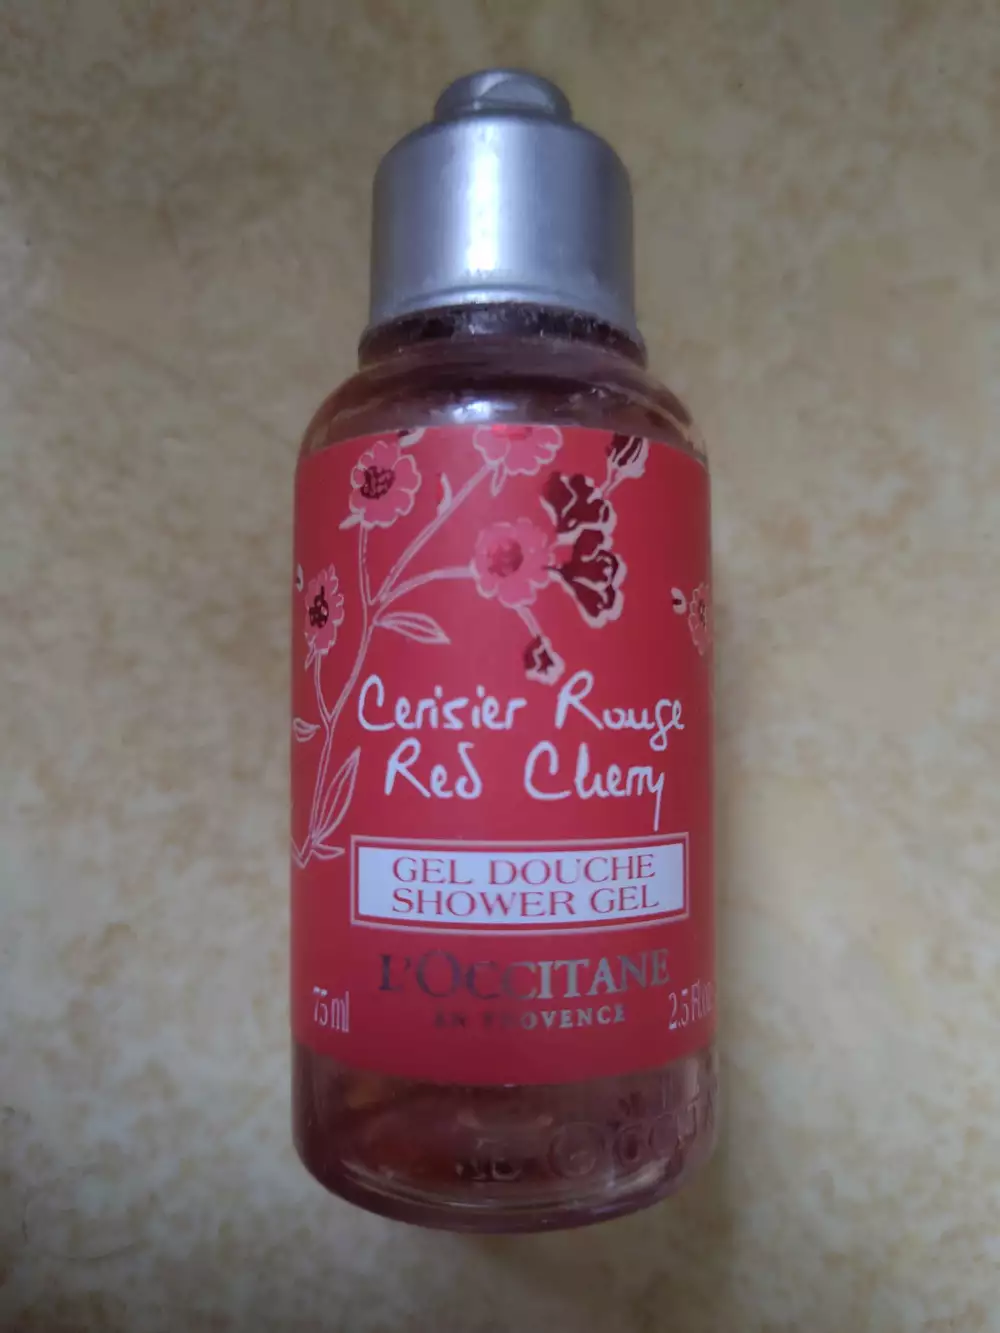 Cerisier Rouge
Red Cherry
GEL DOUCHE
SHOWER GEL
L'OCCITANE
EN PROVENCE
75 ml
2.5 Fl.oz